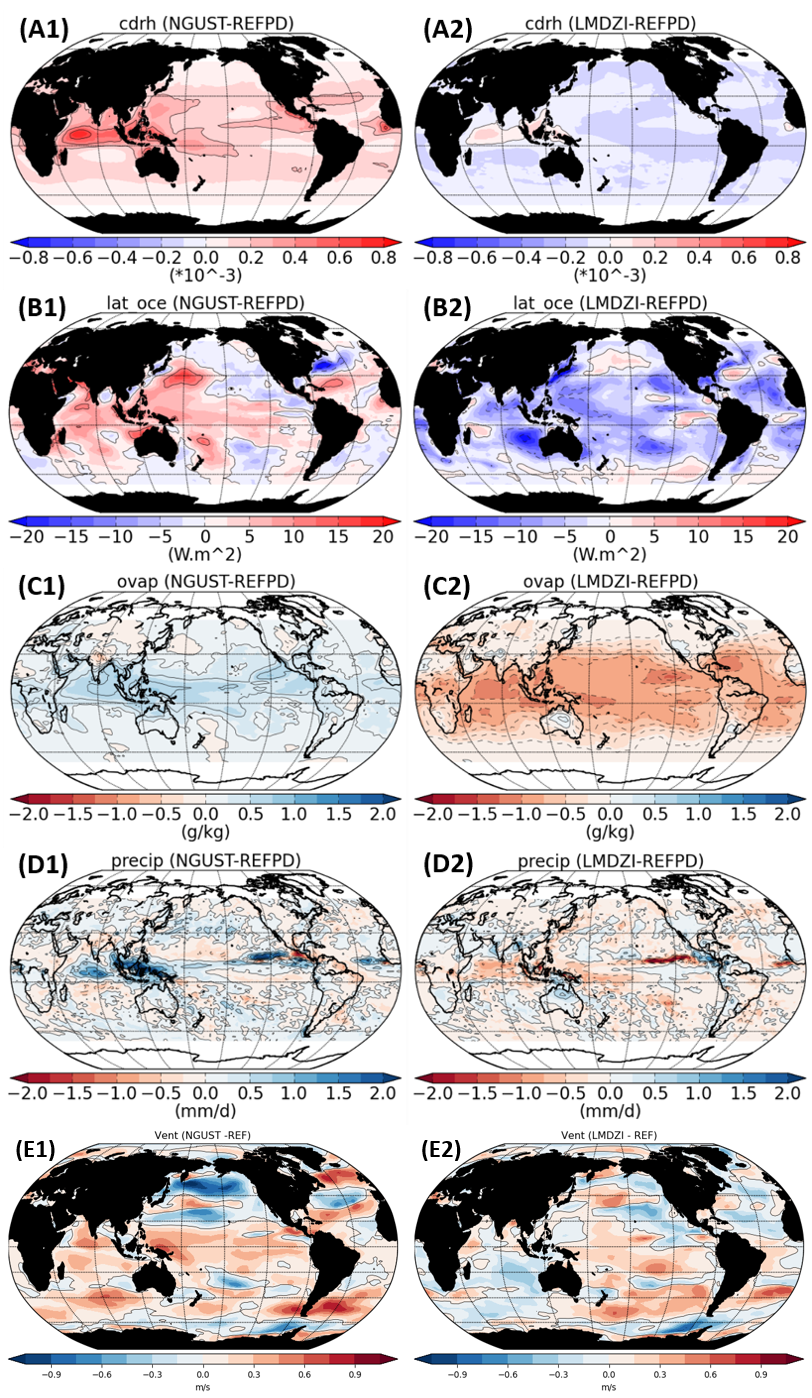 (A1) cdrh (NGUST-REFPD)
(A2) cdrh (LMDZI-REFPD)
−0.8 −0.6 −0.4 −0.2 0.0 0.2 0.4 0.6 0.8
(*10^-3)
−0.8 −0.6 −0.4 −0.2 0.0 0.2 0.4 0.6 0.8
(*10^-3)
(B1) lat_oce (NGUST-REFPD)
(B2) lat_oce (LMDZI-REFPD)
−20 −15 −10 −5 0 5 10 15 20
(W.m^2)
−20 −15 −10 −5 0 5 10 15 20
(W.m^2)
(C1) ovap (NGUST-REFPD)
(C2) ovap (LMDZI-REFPD)
−2.0 −1.5 −1.0 −0.5 0.0 0.5 1.0 1.5 2.0
(g/kg)
−2.0 −1.5 −1.0 −0.5 0.0 0.5 1.0 1.5 2.0
(g/kg)
(D1) precip (NGUST-REFPD)
(D2) precip (LMDZI-REFPD)
−2.0 −1.5 −1.0 −0.5 0.0 0.5 1.0 1.5 2.0
(mm/d)
−2.0 −1.5 −1.0 −0.5 0.0 0.5 1.0 1.5 2.0
(mm/d)
(E1) Vent (NGUST -REF)
(E2) Vent (LMDZI - REF)
−0.9 −0.6 −0.3 0.0 0.3 0.6 0.9
m/s
−0.9 −0.6 −0.3 0.0 0.3 0.6 0.9
m/s